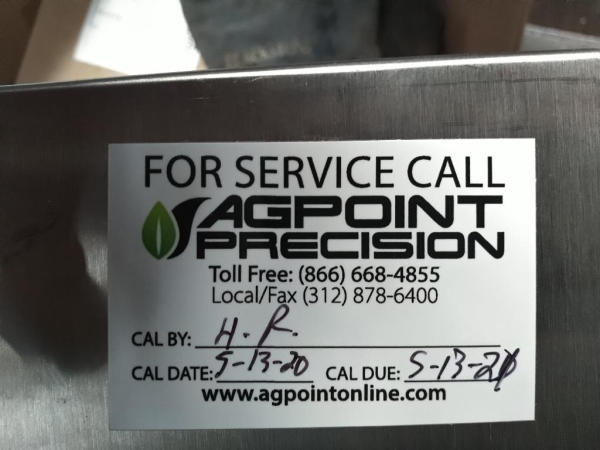 FOR SERVICE CALL
AGPOINT
PRECISION
Toll Free: (866) 668-4855
Local/Fax (312) 878-6400
CAL BY: H.R.
CAL DATE: 5-13-20 CAL DUE: 5-13-21
www.agpointonline.com